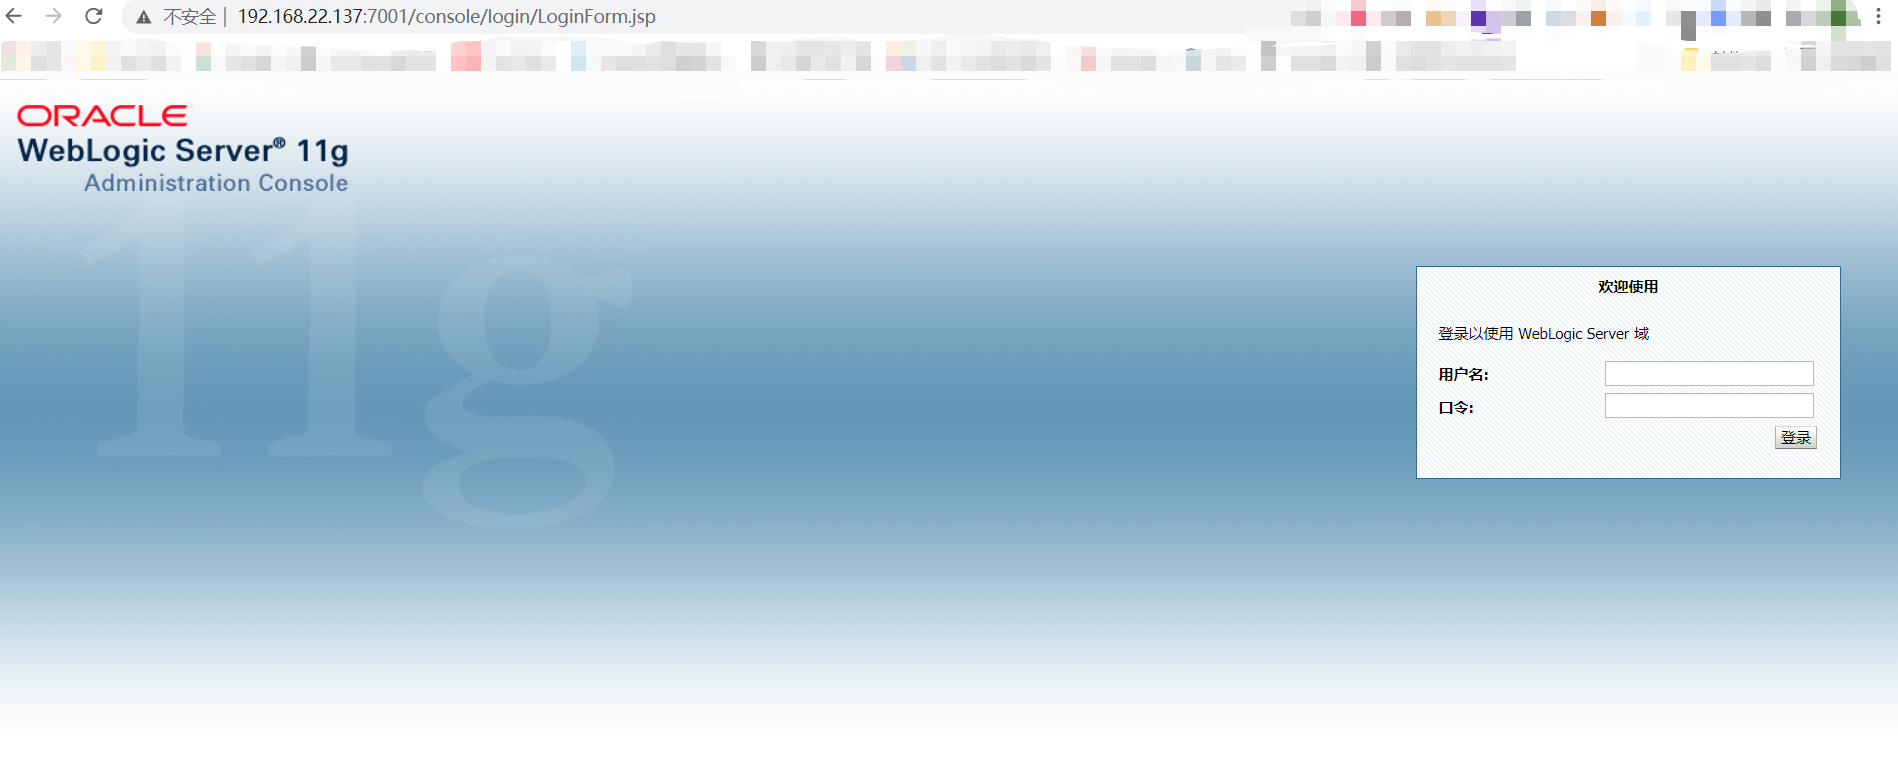 不安全 | 192.168.22.137:7001/console/login/LoginForm.jsp
ORACLE
WebLogic Server® 11g
Administration Console
11g
欢迎使用
登录以使用 WebLogic Server 域
用户名:
口令:
登录